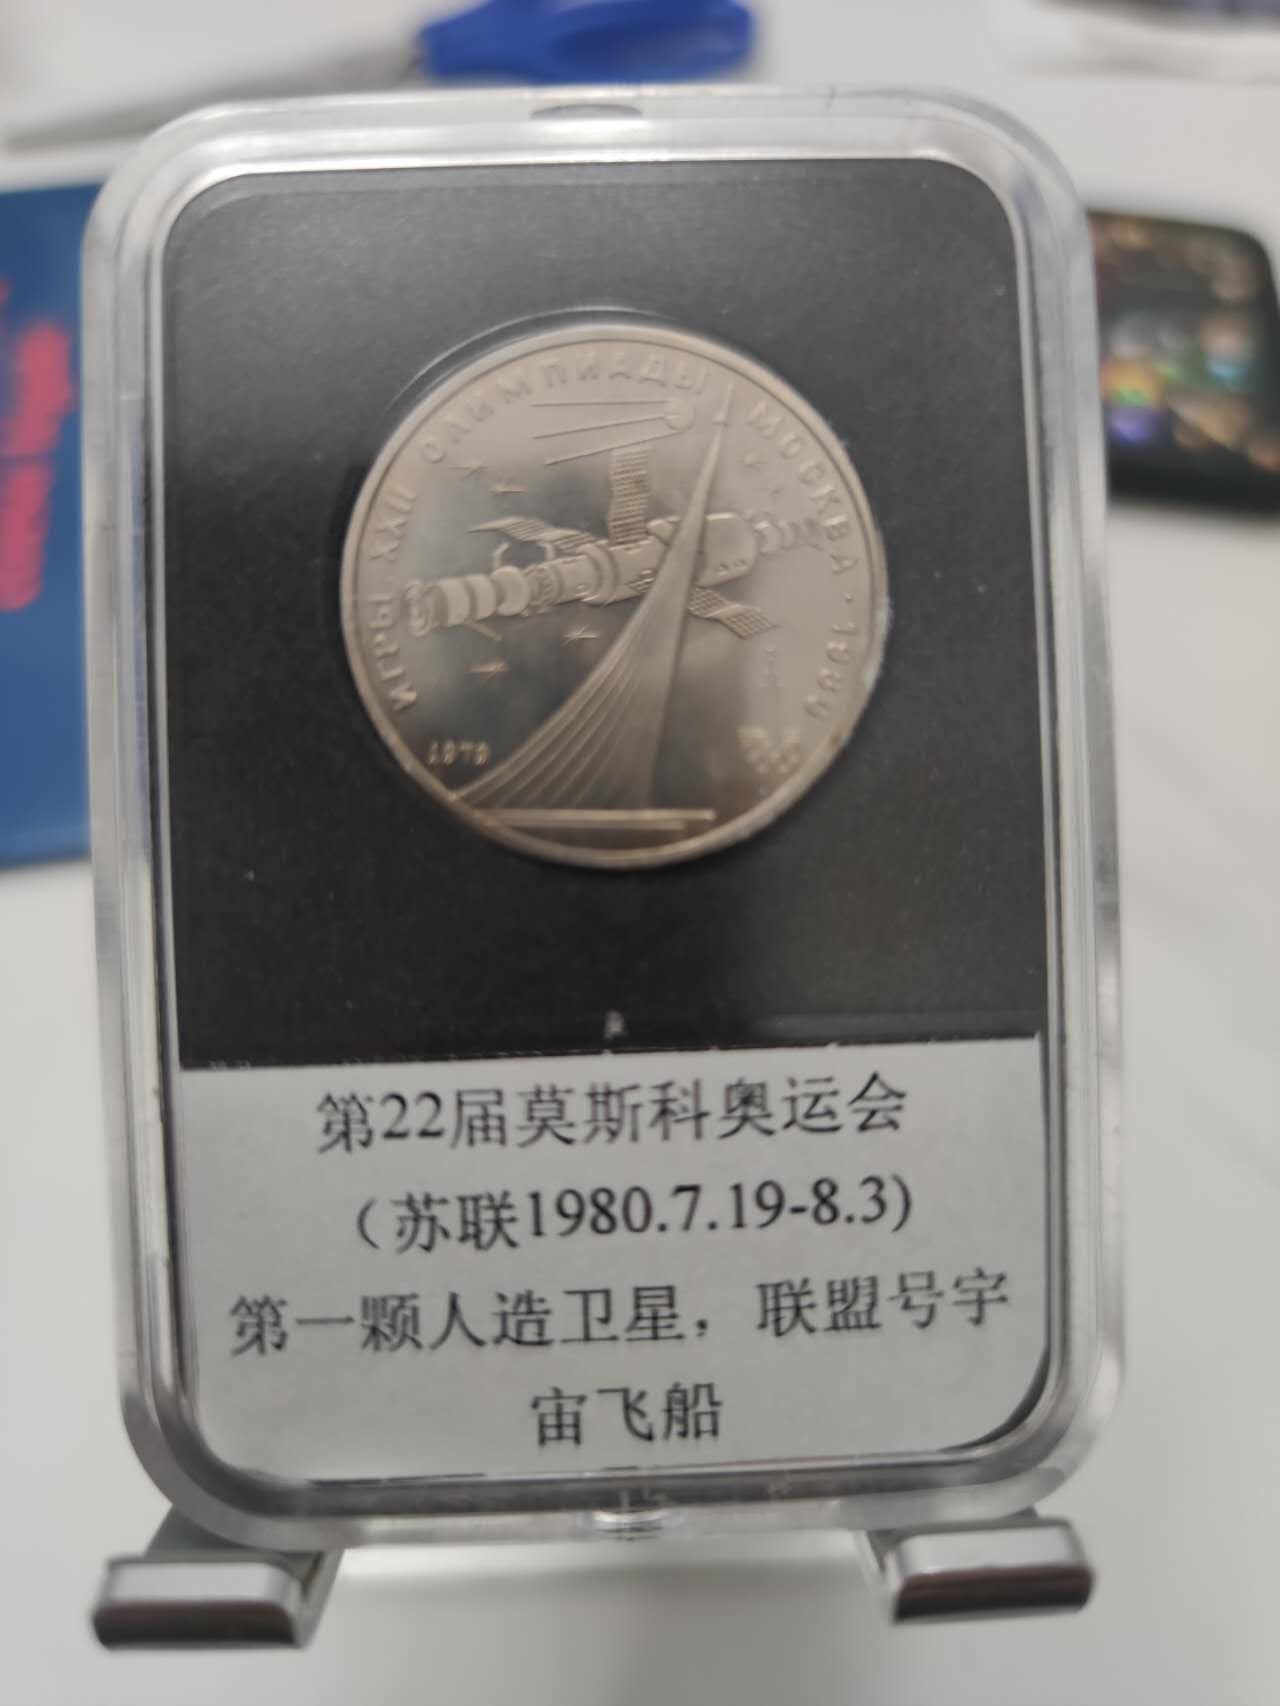 ИГРЫ XXII ОЛИМПИАДЫ МОСКВА · 1980
1979
第22届莫斯科奥运会
（苏联1980.7.19-8.3)
第一颗人造卫星，联盟号宇
宙飞船